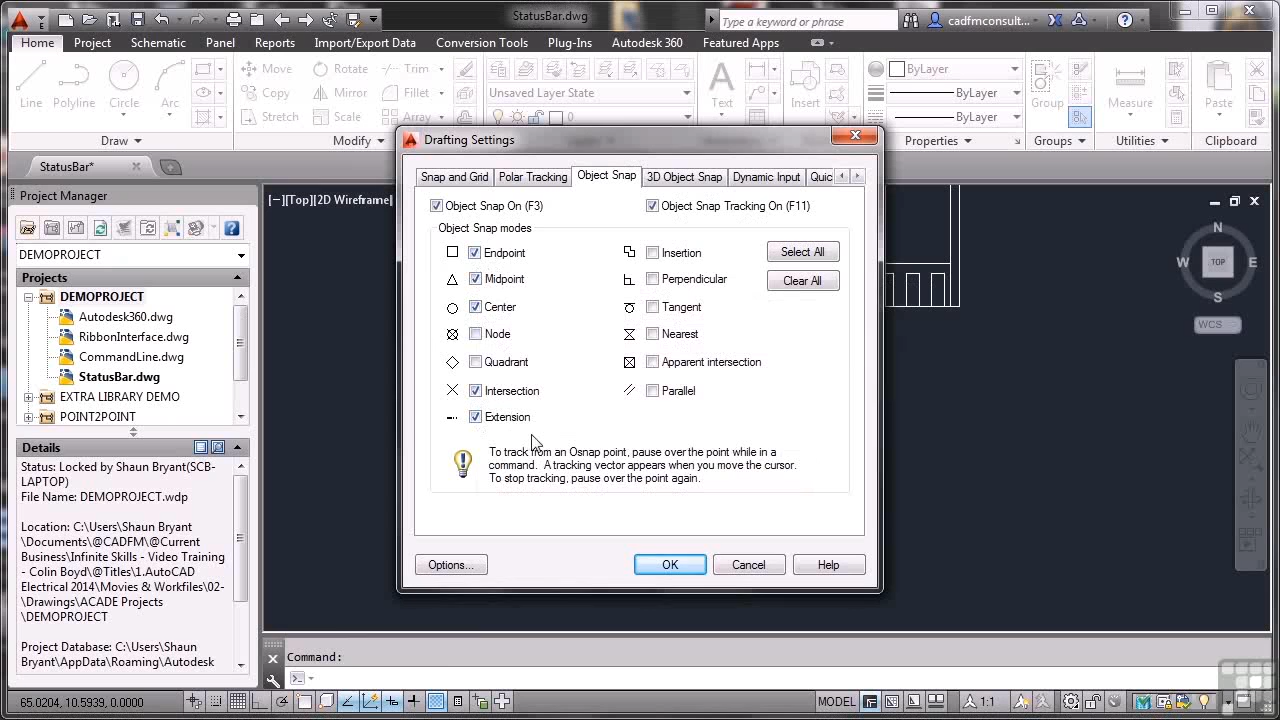 StatusBar.dwg
Type a keyword or phrase
cadfmconsult...
Home Project Schematic Panel Reports Import/Export Data Conversion Tools Plug-Ins Autodesk 360 Featured Apps
Line Polyline Circle Arc
Move Rotate Trim
Copy Mirror Fillet
Stretch Scale
Unsaved Layer State
0
Text
Insert
ByLayer
ByLayer
ByLayer
Group
Measure
Paste
Draw Modify Properties Groups Utilities Clipboard
StatusBar*
Project Manager
DEMOPROJECT
Projects
DEMOPROJECT
Autodesk360.dwg
RibbonInterface.dwg
CommandLine.dwg
StatusBar.dwg
EXTRA LIBRARY DEMO
POINT2POINT
Details
Status: Locked by Shaun Bryant(SCB-
LAPTOP)
File Name: DEMOPROJECT.wdp
Location: C:\Users\Shaun Bryant
\Documents\@CADFM\@Current
Business\Infinite Skills - Video Training
- Colin Boyd\@Titles\1.AutoCAD
Electrical 2014\Movies & Workfiles\02-
\Drawings\ACADE Projects
\DEMOPROJECT
Project Database: C:\Users\Shaun
Bryant\AppData\Roaming\Autodesk
[−][Top][2D Wireframe]
Drafting Settings
Snap and Grid Polar Tracking Object Snap 3D Object Snap Dynamic Input Quic
Object Snap On (F3) Object Snap Tracking On (F11)
Object Snap modes
Endpoint Insertion Select All
Midpoint Perpendicular Clear All
Center Tangent
Node Nearest
Quadrant Apparent intersection
Intersection Parallel
Extension
To track from an Osnap point, pause over the point while in a
command. A tracking vector appears when you move the cursor.
To stop tracking, pause over the point again.
Options... OK Cancel Help
N
W TOP E
S
WCS
Command:
65.0204, 10.5939, 0.0000
MODEL
1:1